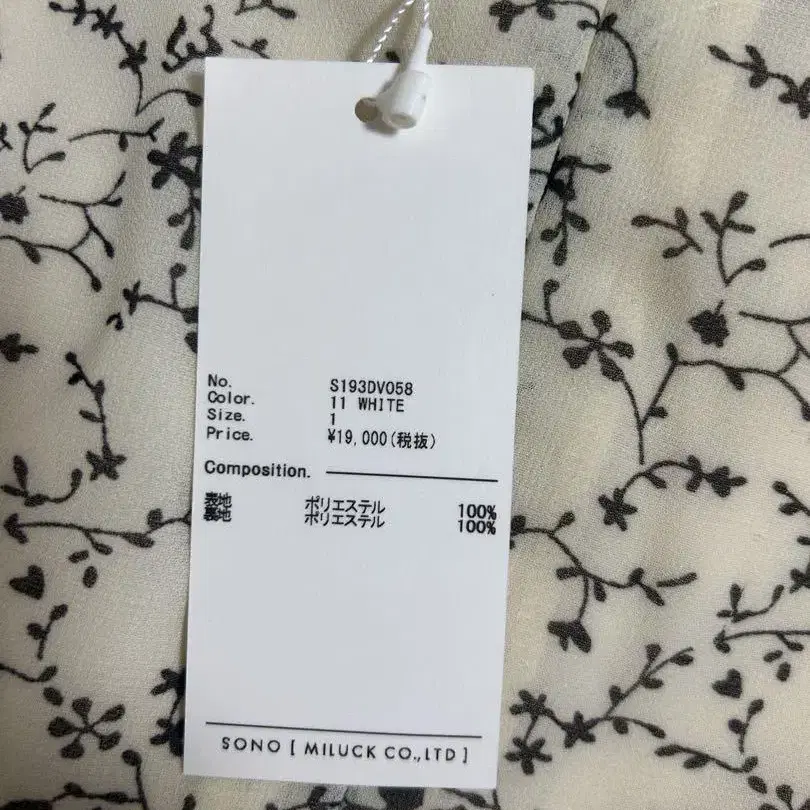 No. S193DV058
Color. 11 WHITE
Size. 1
Price. ¥19,000(税抜)
Composition.
表地 ポリエステル 100%
裏地 ポリエステル 100%
SONO [ MILUCK CO.,LTD ]